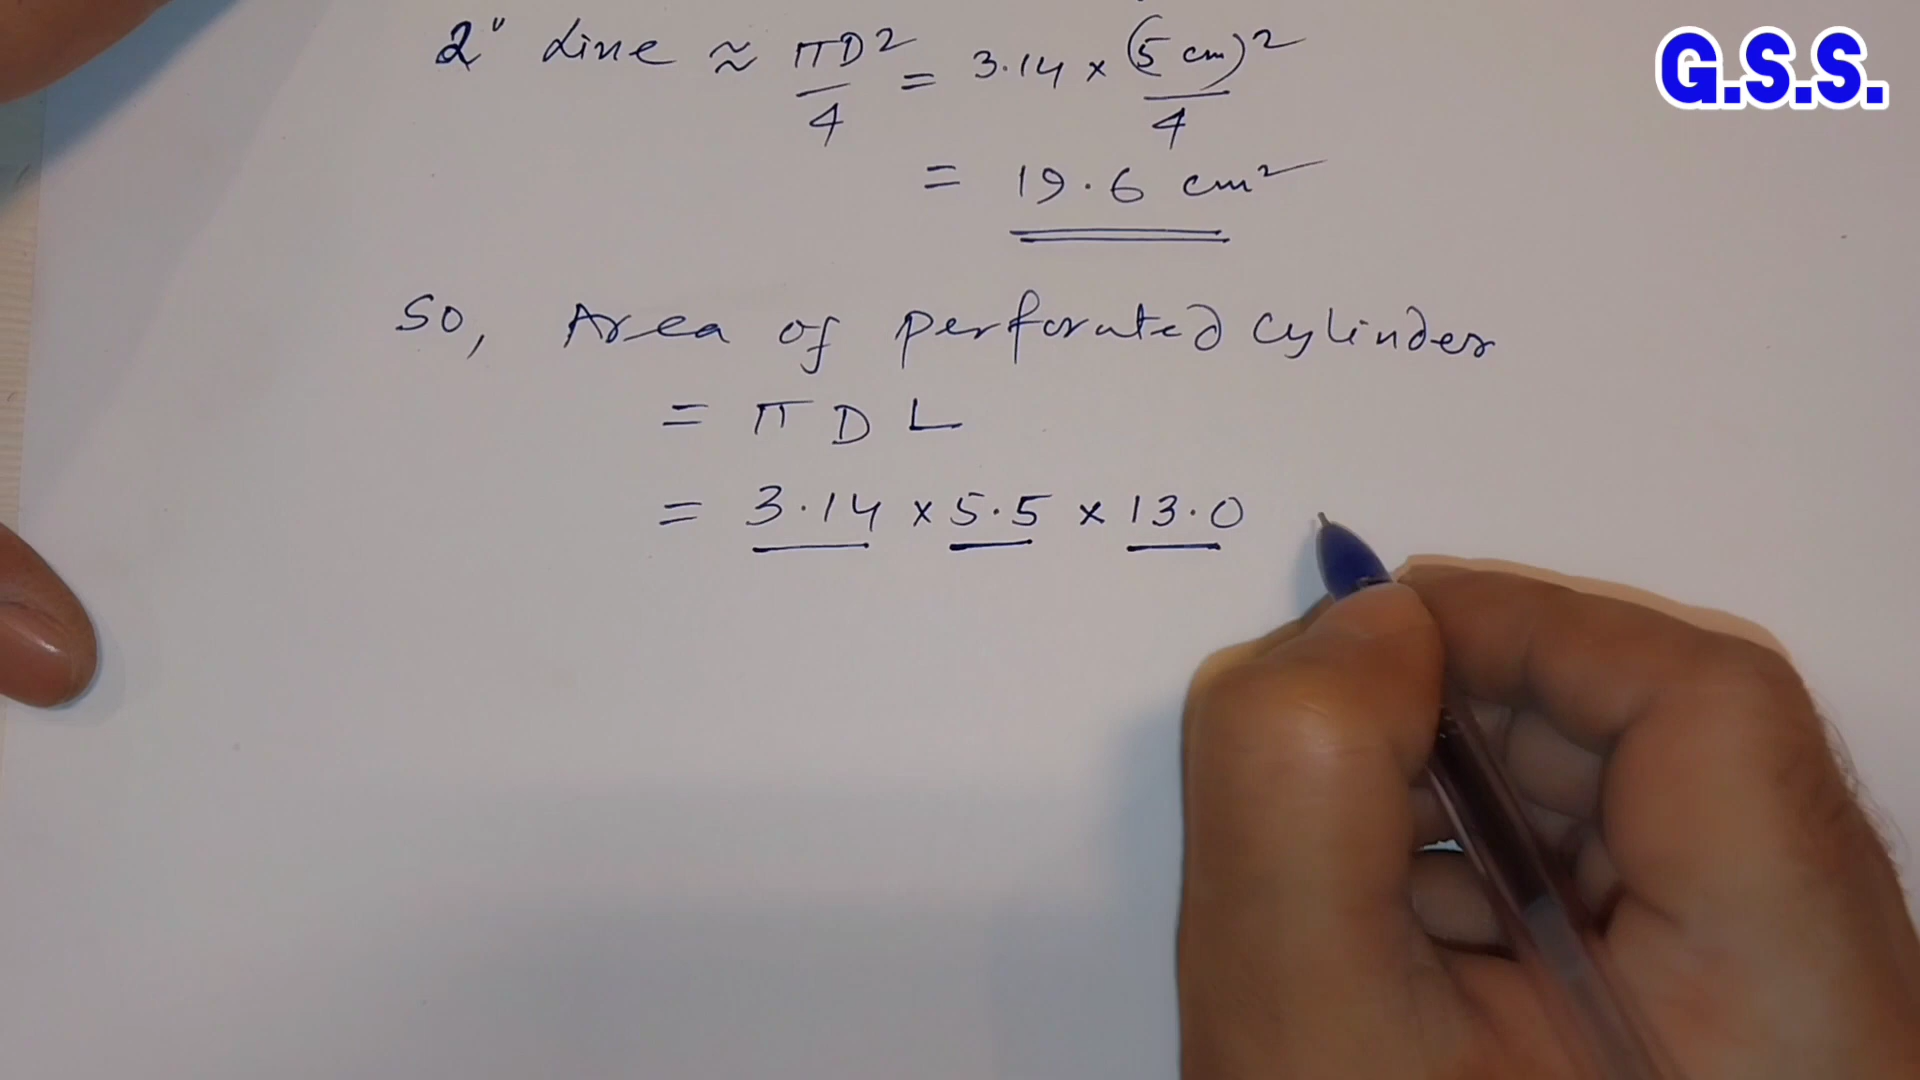 2" Line ≈ πD²/4 = 3.14 × (5 cm)²/4
= 19.6 cm²
So, Area of perforated cylinder
= π D L
= 3.14 × 5.5 × 13.0
G.S.S.